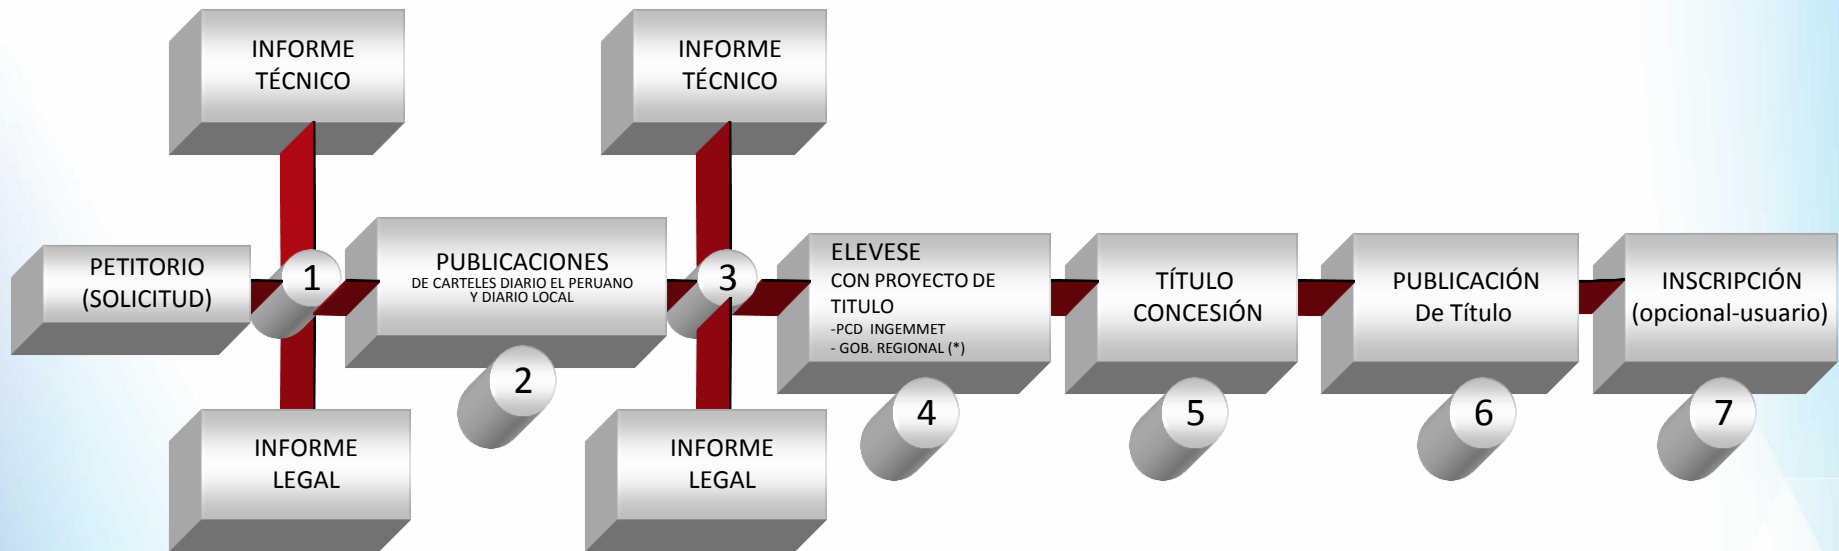 INFORME
TÉCNICO
INFORME
TÉCNICO
PETITORIO
(SOLICITUD)
1
PUBLICACIONES
DE CARTELES DIARIO EL PERUANO
Y DIARIO LOCAL
2
3
ELEVESE
CON PROYECTO DE
TITULO
-PCD INGEMMET
- GOB. REGIONAL (*)
4
TÍTULO
CONCESIÓN
5
PUBLICACIÓN
De Título
6
INSCRIPCIÓN
(opcional-usuario)
7
INFORME
LEGAL
INFORME
LEGAL